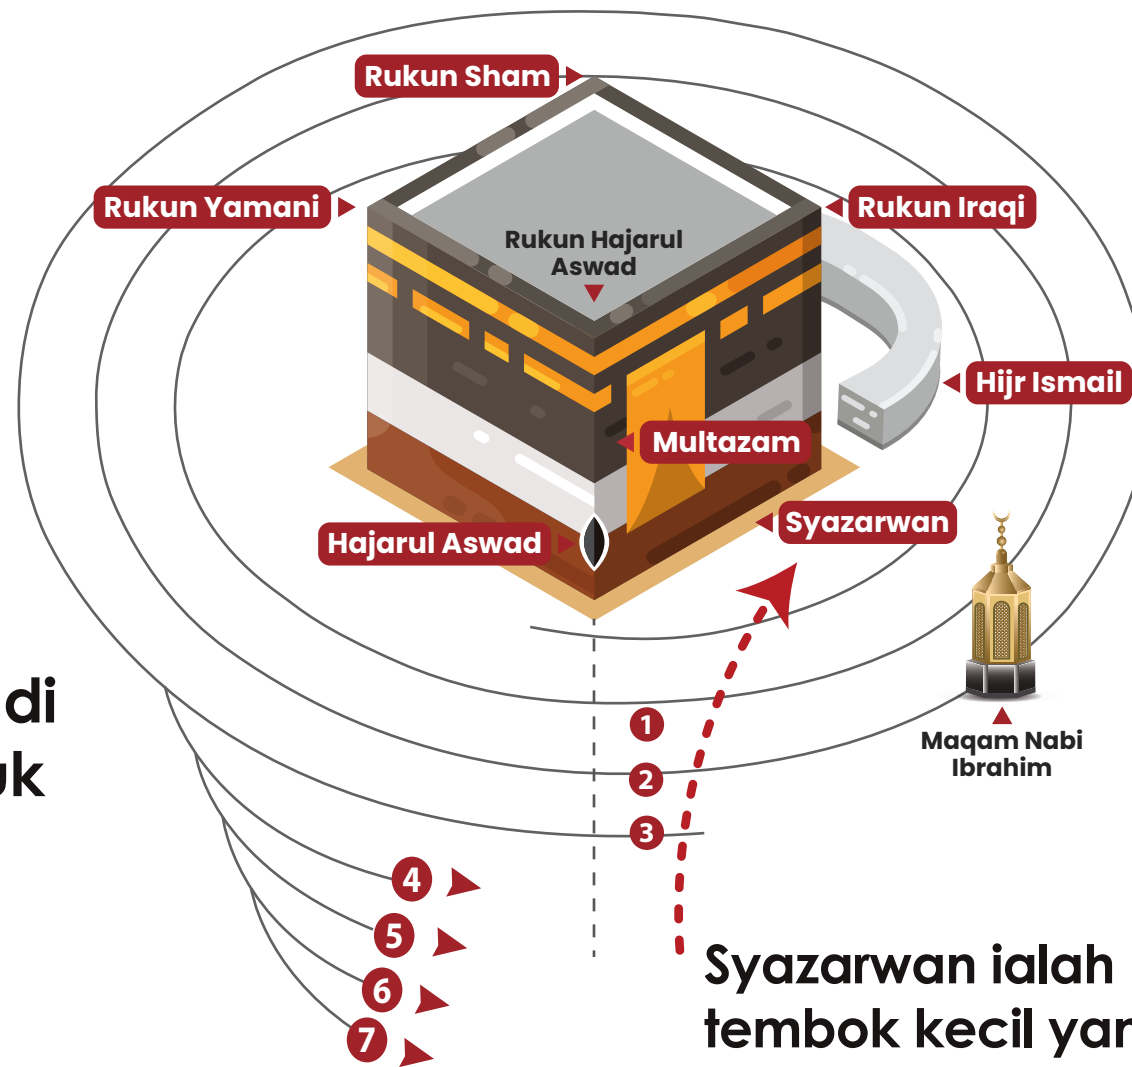 Rukun Sham
Rukun Yamani
Rukun Iraqi
Rukun Hajarul
Aswad
Hijr Ismail
Multazam
Syazarwan
Hajarul Aswad
di
1
Maqam Nabi
Ibrahim
2
3
4
5
Syazarwan ialah
6
tembok kecil
7